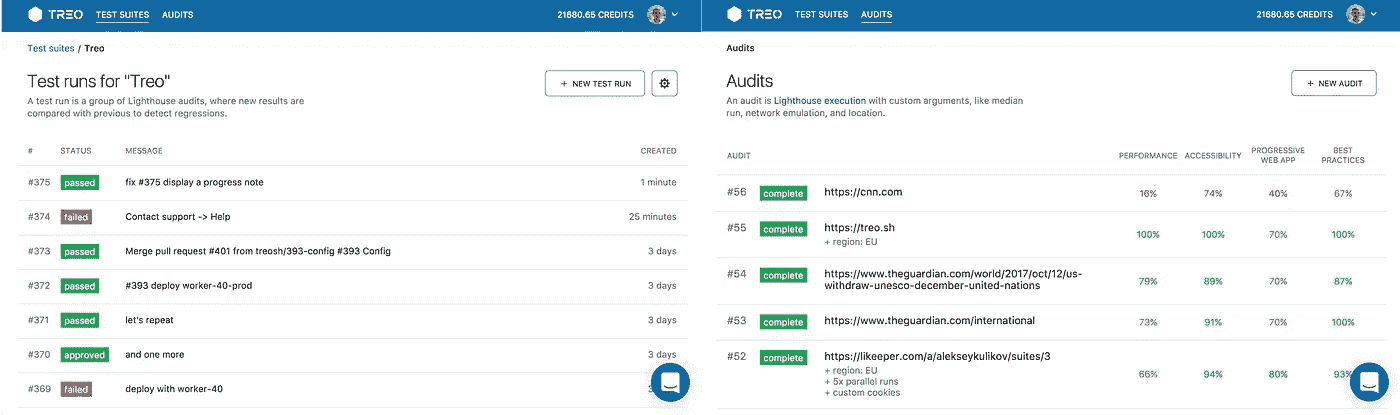 TREO TEST SUITES AUDITS 21680.65 CREDITS
Test suites / Treo
Test runs for "Treo"
+ NEW TEST RUN
A test run is a group of Lighthouse audits, where new results are
compared with previous to detect regressions.
# STATUS MESSAGE CREATED
#375 passed fix #375 display a progress note 1 minute
#374 failed Contact support -> Help 25 minutes
#373 passed Merge pull request #401 from treosh/393-config #393 Config 3 days
#372 passed #393 deploy worker-40-prod 3 days
#371 passed let's repeat 3 days
#370 approved and one more 3 days
#369 failed deploy with worker-40
TREO TEST SUITES AUDITS 21680.65 CREDITS
Audits
Audits
+ NEW AUDIT
An audit is Lighthouse execution with custom arguments, like median
run, network emulation, and location.
AUDIT PERFORMANCE ACCESSIBILITY PROGRESSIVE WEB APP BEST PRACTICES
#56 complete https://cnn.com 16% 74% 40% 67%
#55 complete https://treo.sh 100% 100% 70% 100%
+ region: EU
#54 complete https://www.theguardian.com/world/2017/oct/12/us-
withdraw-unesco-december-united-nations 79% 89% 70% 87%
#53 complete https://www.theguardian.com/international 73% 91% 70% 100%
#52 complete https://likeeper.com/a/alekseykulikov/suites/3 66% 94% 80% 93%
+ region: EU
+ 5x parallel runs
+ custom cookies